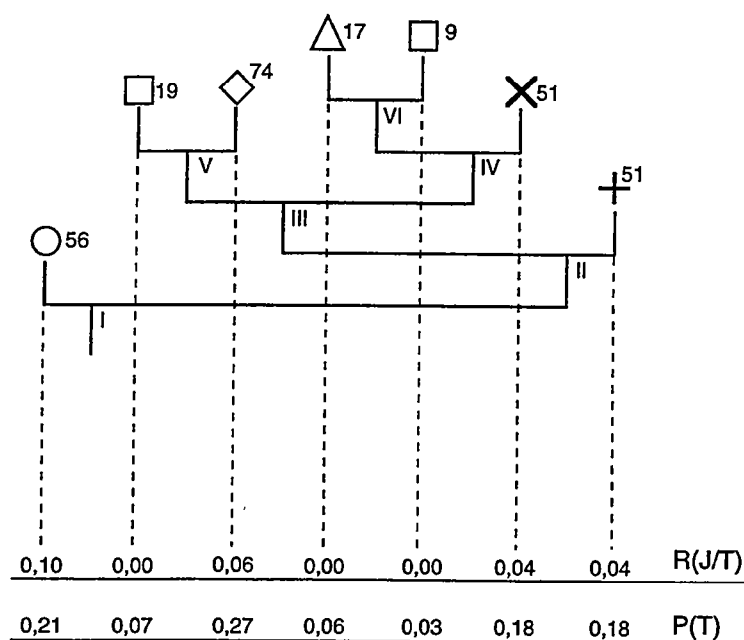 17 9
19 74 51
VI
V IV 51
III
56 II
I
0,10 0,00 0,06 0,00 0,00 0,04 0,04 R(J/T)
0,21 0,07 0,27 0,06 0,03 0,18 0,18 P(T)